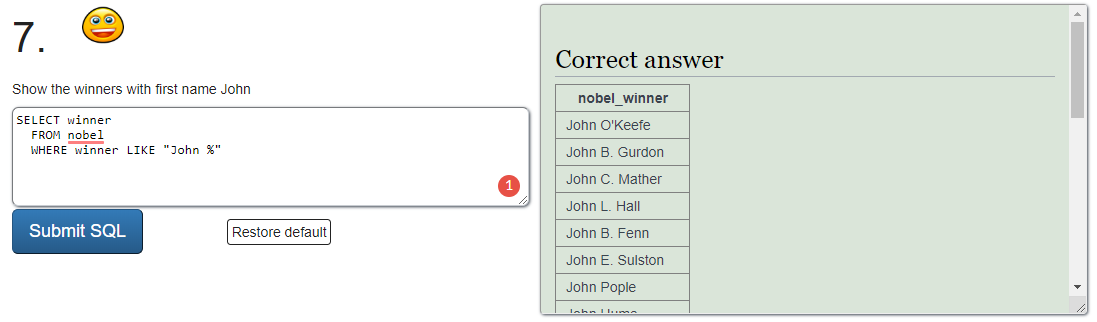 7.
Show the winners with first name John
SELECT winner
FROM nobel
WHERE winner LIKE "John %"
1
Submit SQL
Restore default
Correct answer
nobel_winner
John O'Keefe
John B. Gurdon
John C. Mather
John L. Hall
John B. Fenn
John E. Sulston
John Pople
John Hume